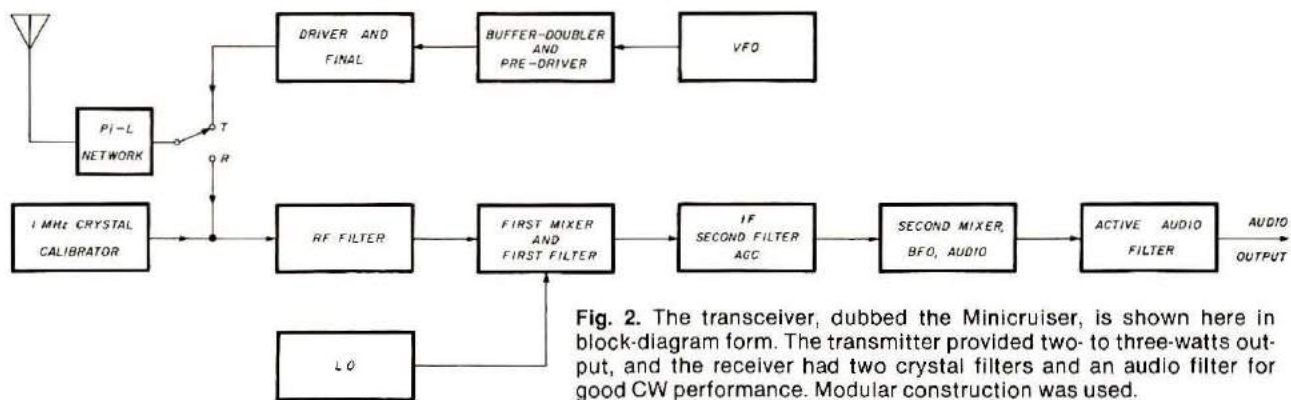 DRIVER AND
FINAL
BUFFER-DOUBLER
AND
PRE-DRIVER
VFO
Pi-L
NETWORK
T
R
1 MHz CRYSTAL
CALIBRATOR
RF FILTER
FIRST MIXER
AND
FIRST FILTER
IF
SECOND FILTER
AGC
SECOND MIXER,
BFO, AUDIO
ACTIVE AUDIO
FILTER
AUDIO
OUTPUT
LO
Fig. 2. The transceiver, dubbed the Minicruiser, is shown here in
block-diagram form. The transmitter provided two- to three-watts out-
put, and the receiver had two crystal filters and an audio filter for
good CW performance. Modular construction was used.